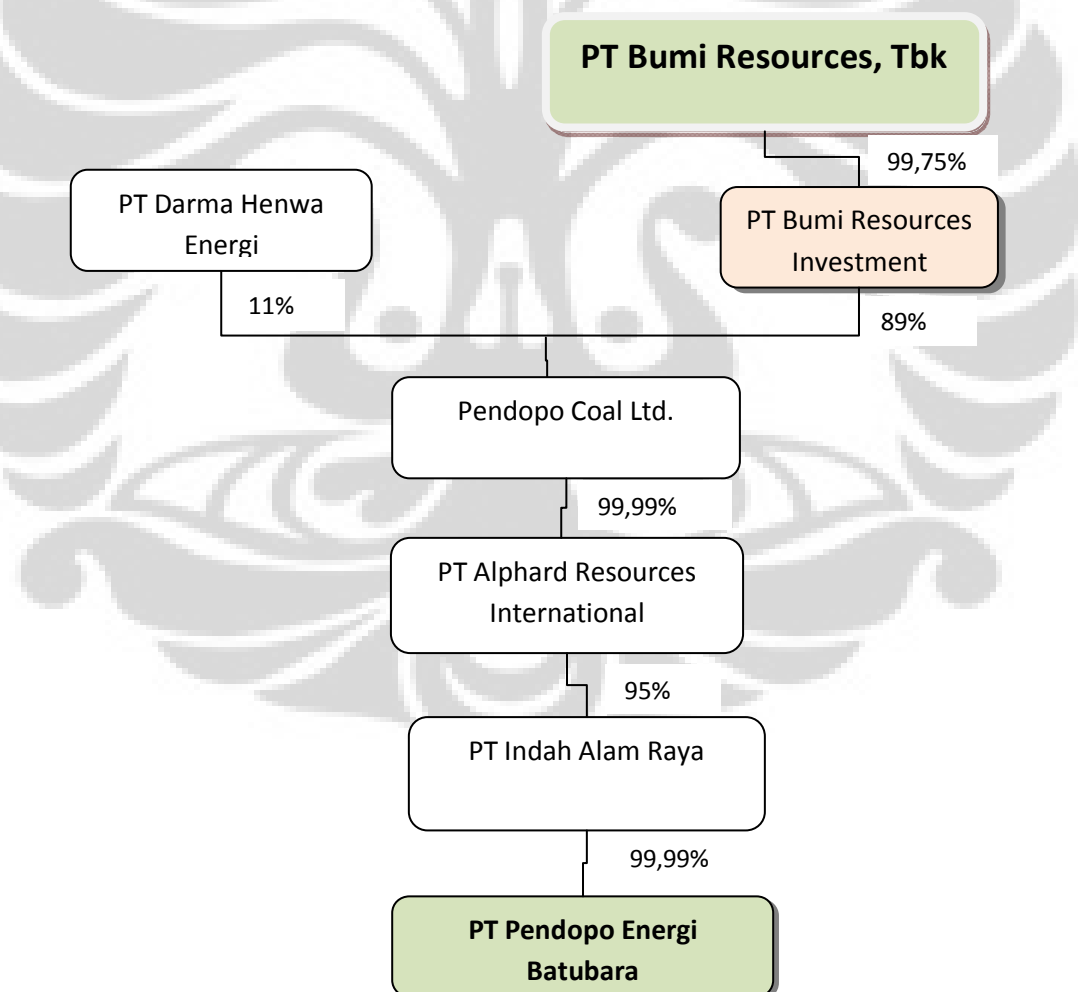 PT Bumi Resources, Tbk
99,75%
PT Darma Henwa
Energi
PT Bumi Resources
Investment
11%
89%
Pendopo Coal Ltd.
99,99%
PT Alphard Resources
International
95%
PT Indah Alam Raya
99,99%
PT Pendopo Energi
Batubara